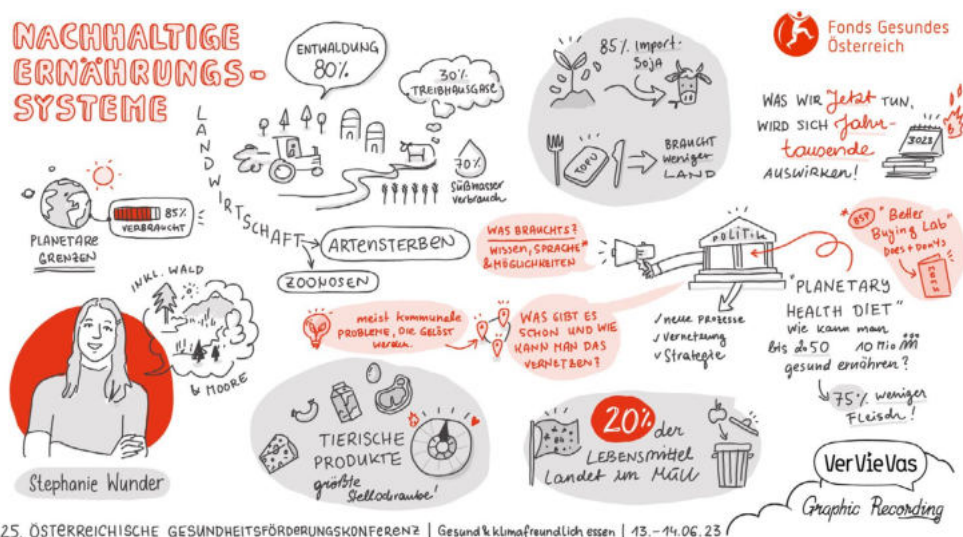 NACHHALTIGE
ERNÄHRUNGS-
SYSTEME
ENTWALDUNG
80%
30%
TREIBHAUSGASE
70%
Süßwasser
verbrauch
LANDWIRTSCHAFT
ARTENSTERBEN
ZOONOSEN
85% Import-
Soja
TOFU
BRAUCHT
weniger
LAND
Fonds Gesundes
Österreich
WAS WIR Jetzt TUN,
WIRD SICH Jahr-
tausende
AUSWIRKEN!
3023
85%
VERBRAUCHT
PLANETARE
GRENZEN
INKL. WALD
& MOORE
Stephanie Wunder
WAS BRAUCHTS?
WISSEN, SPRACHE*
& MÖGLICHKEITEN
POLITIK
* BSP "Better
Buying Lab"
Does + Don'ts
meist kommunale
PROBLEME, DIE GELÖST
werden.
WAS GIBT ES
SCHON UND WIE
KANN MAN DAS
VERNETZEN?
✓ neue Prozesse
✓ Vernetzung
✓ Strategie
"PLANETARY
HEALTH DIET"
Wie kann man
bis 2050 10 Mio
gesund ernähren?
75% weniger
Fleisch!
TIERISCHE
PRODUKTE
größte
Stellschraube!
20% der
LEBENSMITTEL
Landet im MÜLL
VerVieVas
Graphic Recording
25. ÖSTERREICHISCHE GESUNDHEITSFÖRDERUNGSKONFERENZ | Gesund & klimafreundlich essen | 13.-14.06.23